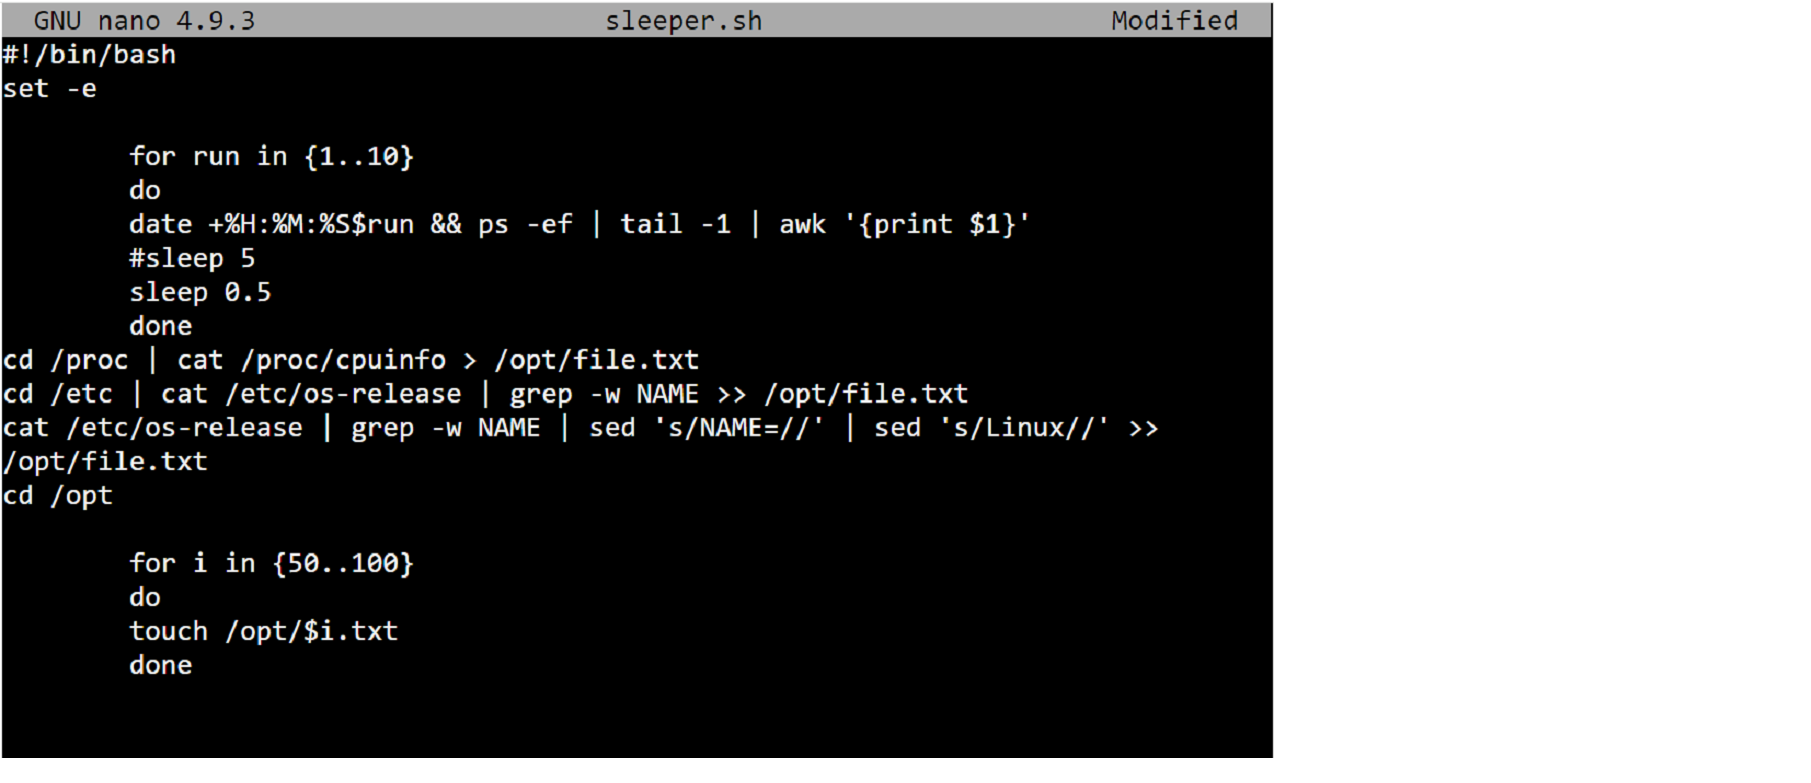 GNU nano 4.9.3 sleeper.sh Modified
#!/bin/bash
set -e
for run in {1..10}
do
date +%H:%M:%S$run && ps -ef | tail -1 | awk '{print $1}'
#sleep 5
sleep 0.5
done
cd /proc | cat /proc/cpuinfo > /opt/file.txt
cd /etc | cat /etc/os-release | grep -w NAME >> /opt/file.txt
cat /etc/os-release | grep -w NAME | sed 's/NAME=//' | sed 's/Linux//' >>
/opt/file.txt
cd /opt
for i in {50..100}
do
touch /opt/$i.txt
done